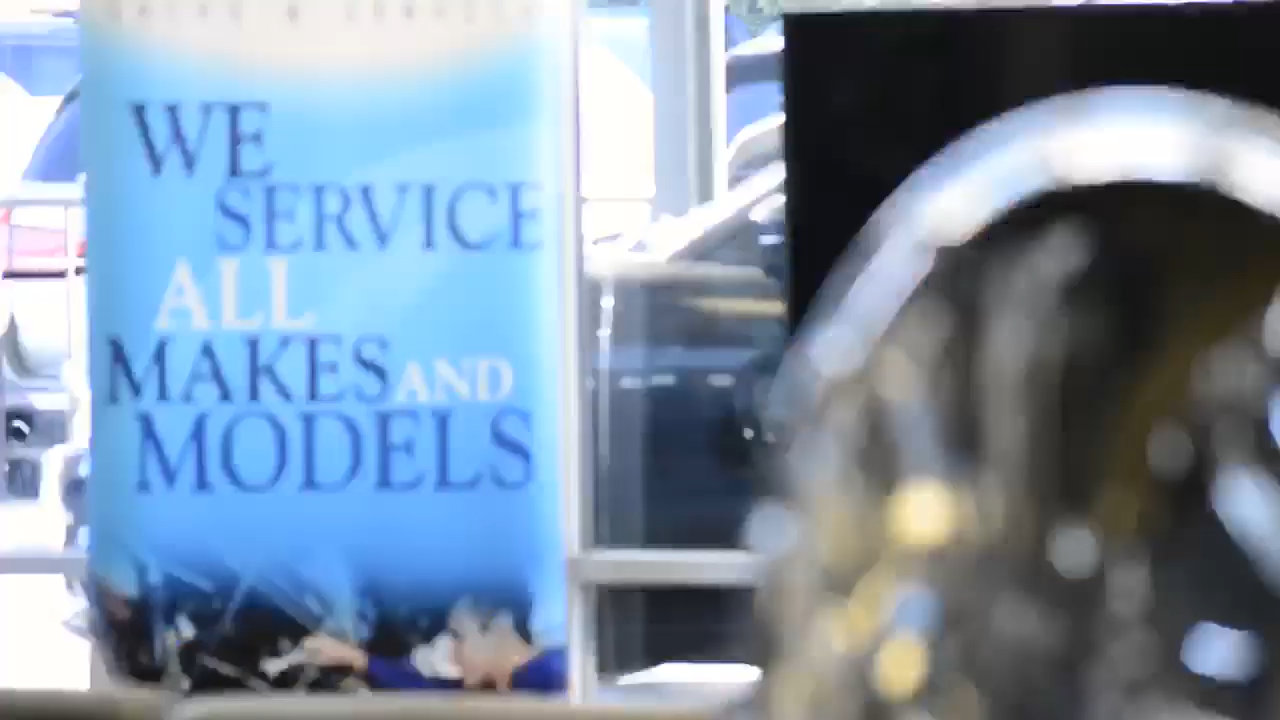 WE
SERVICE
ALL
MAKES AND
MODELS